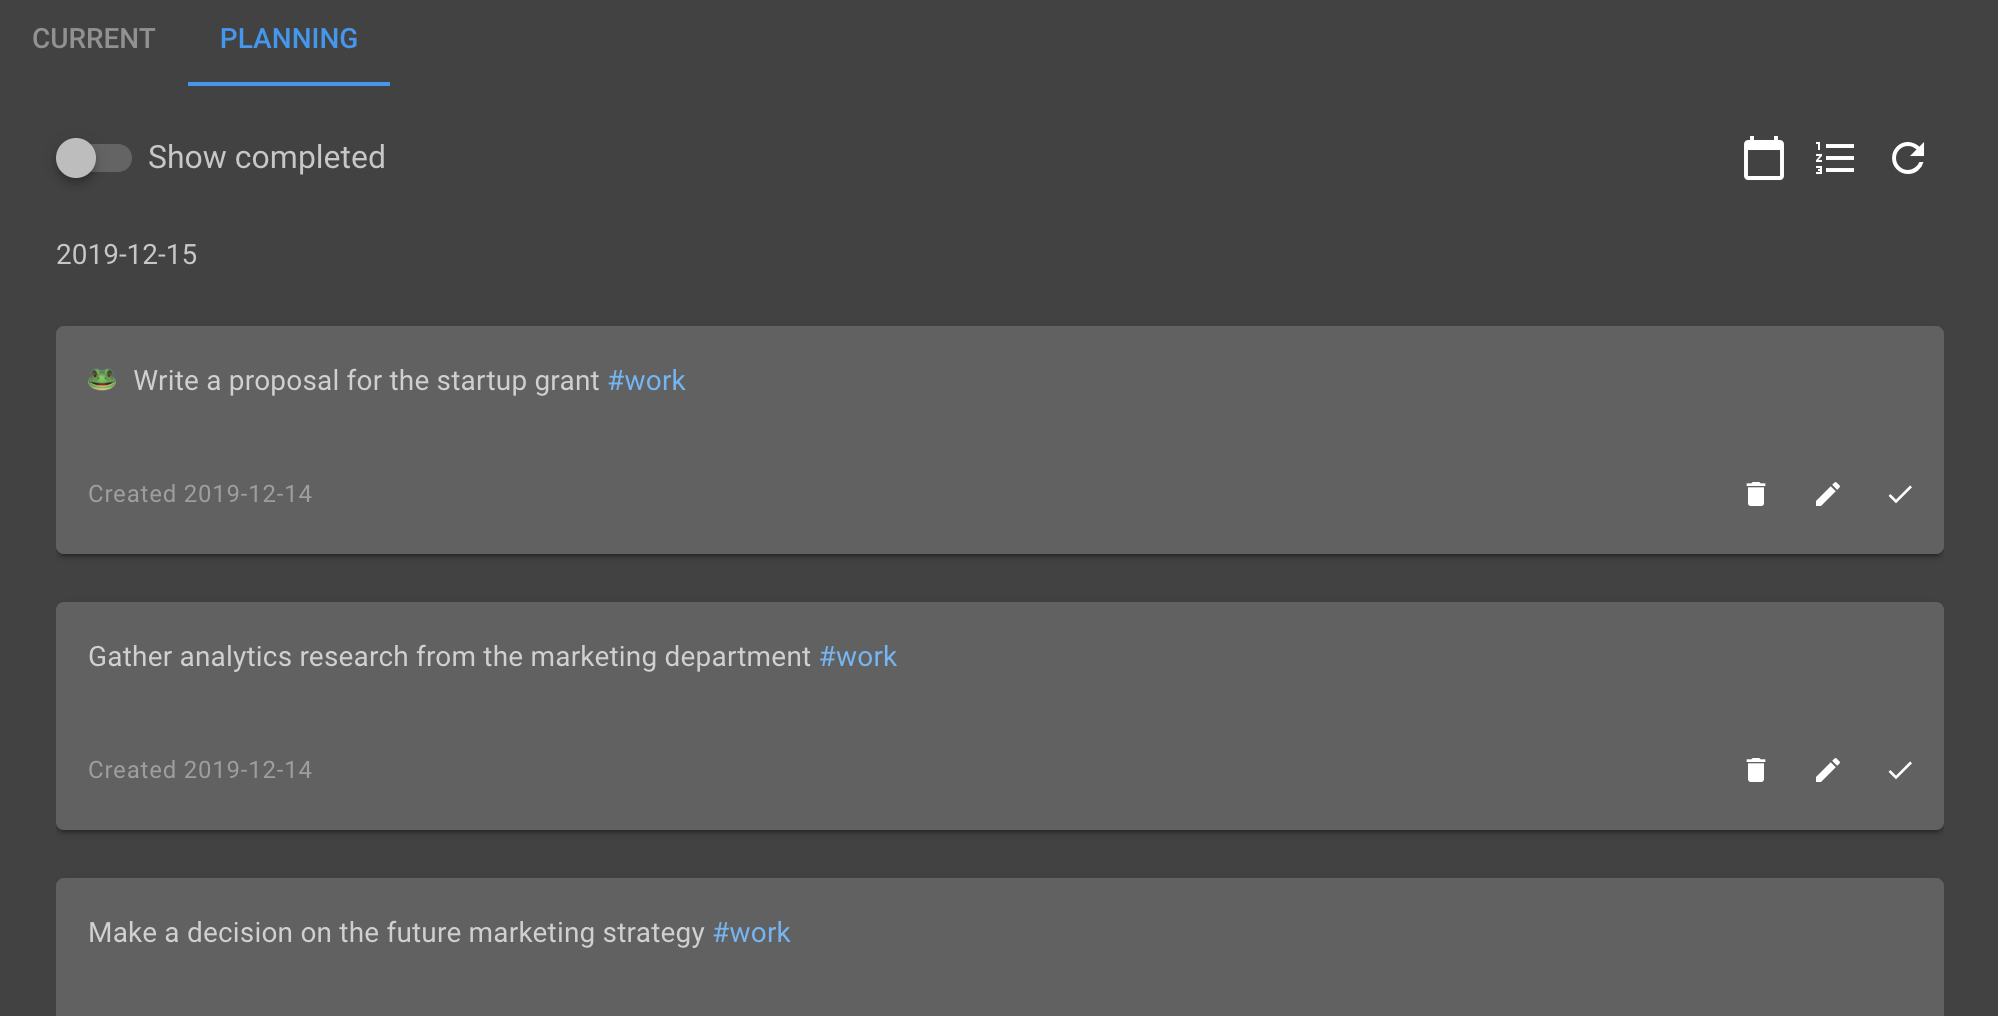 CURRENT PLANNING
Show completed
2019-12-15
🐸 Write a proposal for the startup grant #work
Created 2019-12-14
Gather analytics research from the marketing department #work
Created 2019-12-14
Make a decision on the future marketing strategy #work